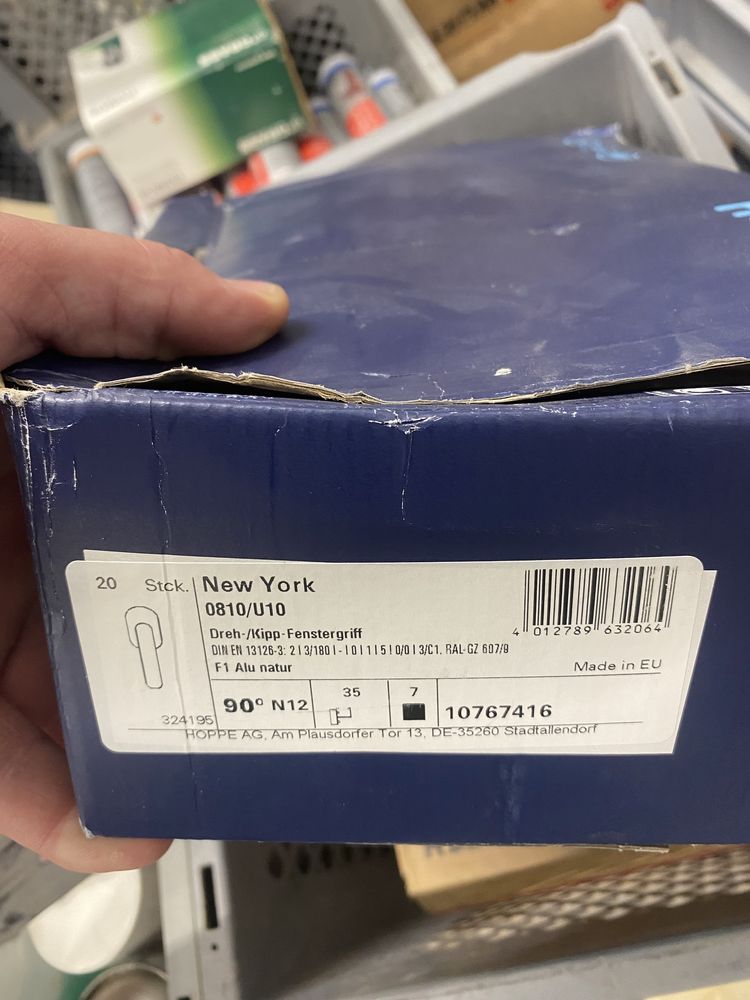 20 Stck. New York
0810/U10
Dreh-/Kipp-Fenstergriff
DIN EN 13126-3: 2|3/180|-|0|1|5|0/0|3/C1. RAL-GZ 607/9
F1 Alu natur
Made in EU
4 012789 632064
90° N12
35
7
10767416
324195
HOPPE AG, Am Plausdorfer Tor 13, DE-35260 Stadtallendorf